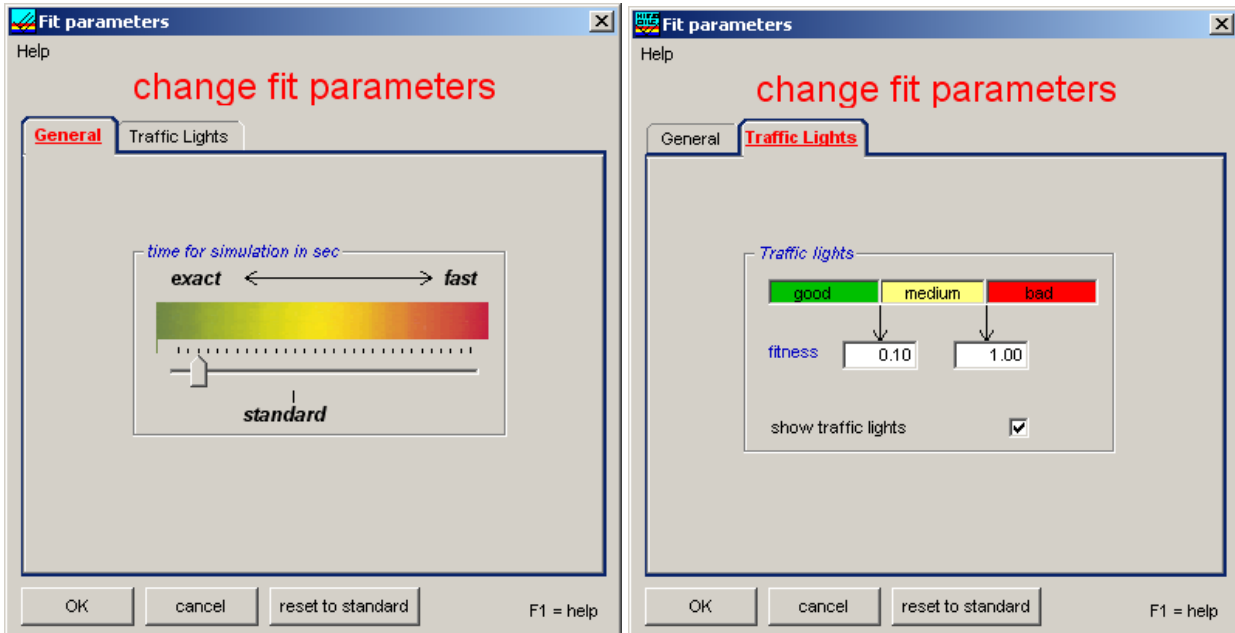 Fit parameters
Help
change fit parameters
General Traffic Lights
time for simulation in sec
exact fast
standard
OK cancel reset to standard F1 = help
Fit parameters
Help
change fit parameters
General Traffic Lights
Traffic lights
good medium bad
fitness 0.10 1.00
show traffic lights
OK cancel reset to standard F1 = help